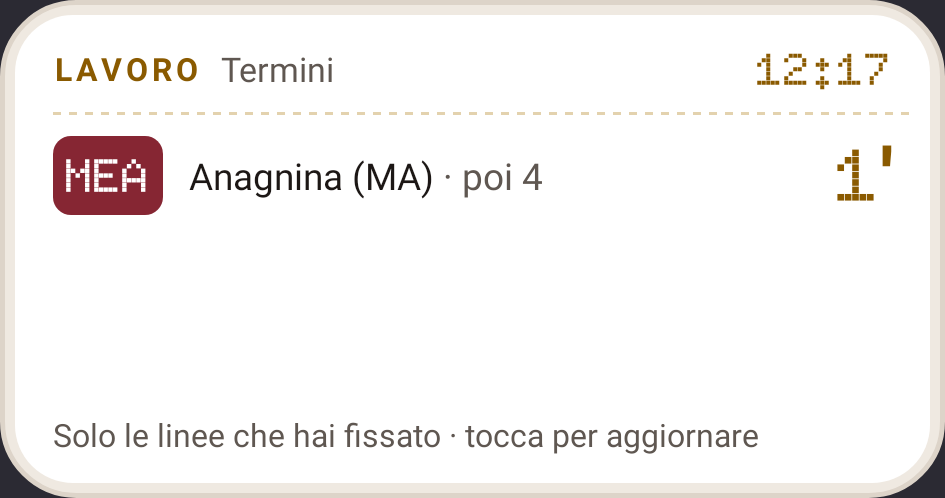 LAVORO Termini 12:17
MEA Anagnina (MA) · poi 4 1'
Solo le linee che hai fissato · tocca per aggiornare